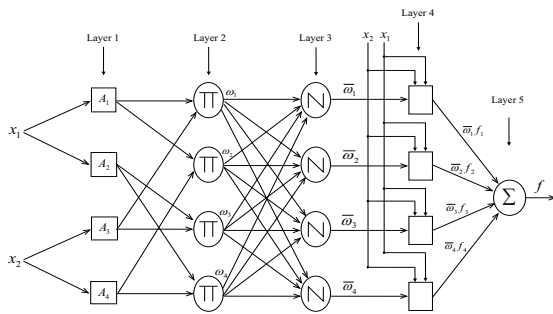 Layer 1
Layer 2
Layer 3
Layer 4
Layer 5
x₂ x₁
x₁
x₂
A₁
A₂
A₃
A₄
∏
∏
∏
∏
ω₁
ω₂
ω₃
ω₄
N
N
N
N
ω̅₁
ω̅₂
ω̅₃
ω̅₄
ω̅₁f₁
ω̅₂f₂
ω̅₃f₃
ω̅₄f₄
∑
f